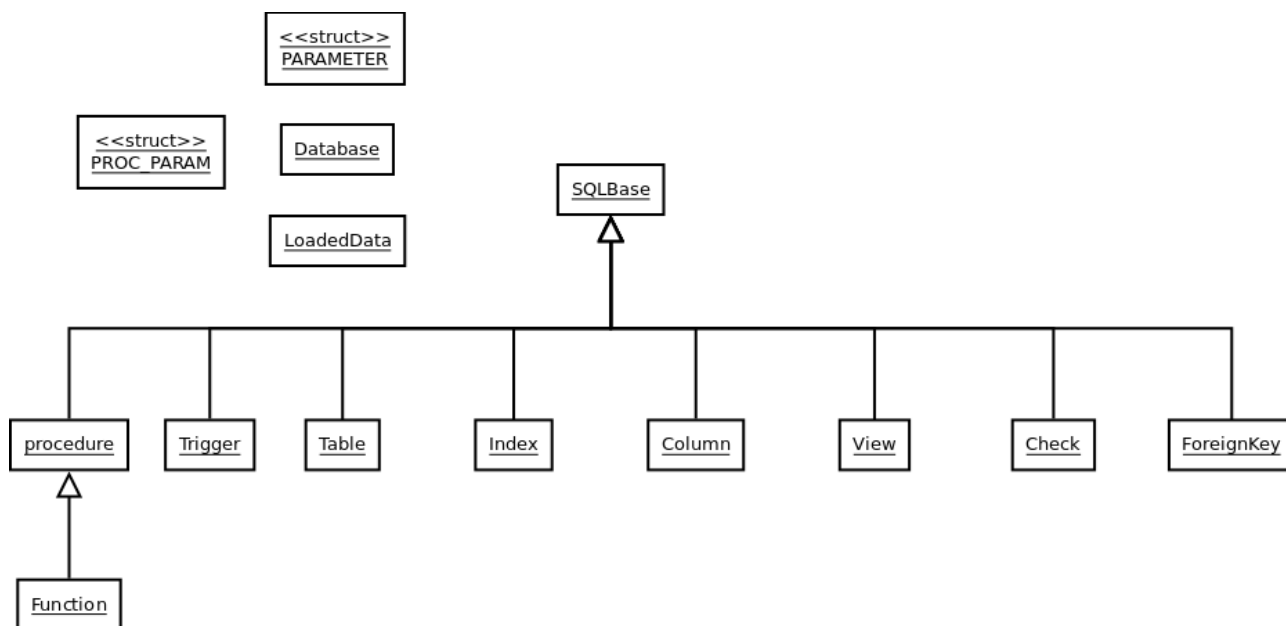 <<struct>>
PARAMETER
<<struct>>
PROC_PARAM
Database
SQLBase
LoadedData
procedure
Trigger
Table
Index
Column
View
Check
ForeignKey
Function